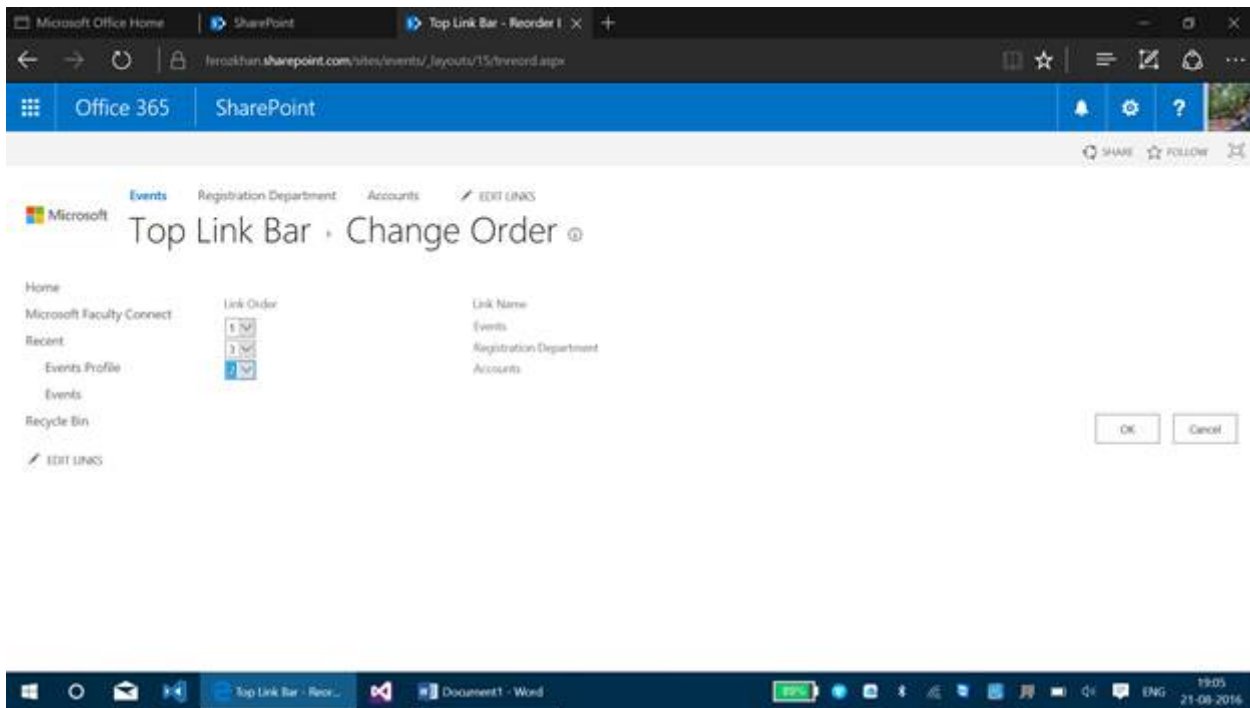 Microsoft Office Home
SharePoint
Top Link Bar - Reorder
ferozkhan.sharepoint.com/sites/events/_layouts/15/
Office 365
SharePoint
?
SHARE
FOLLOW
Microsoft
Events
Registration Department
Accounts
EDIT LINKS
Top Link Bar › Change Order
Home
Microsoft Faculty Connect
Recent
Events Profile
Events
Recycle Bin
EDIT LINKS
Link Order
Link Name
1
Events
3
Registration Department
2
Accounts
OK
Cancel
Top Link Bar - Reor...
Document1 - Word
ENG
19:05
21-08-2016